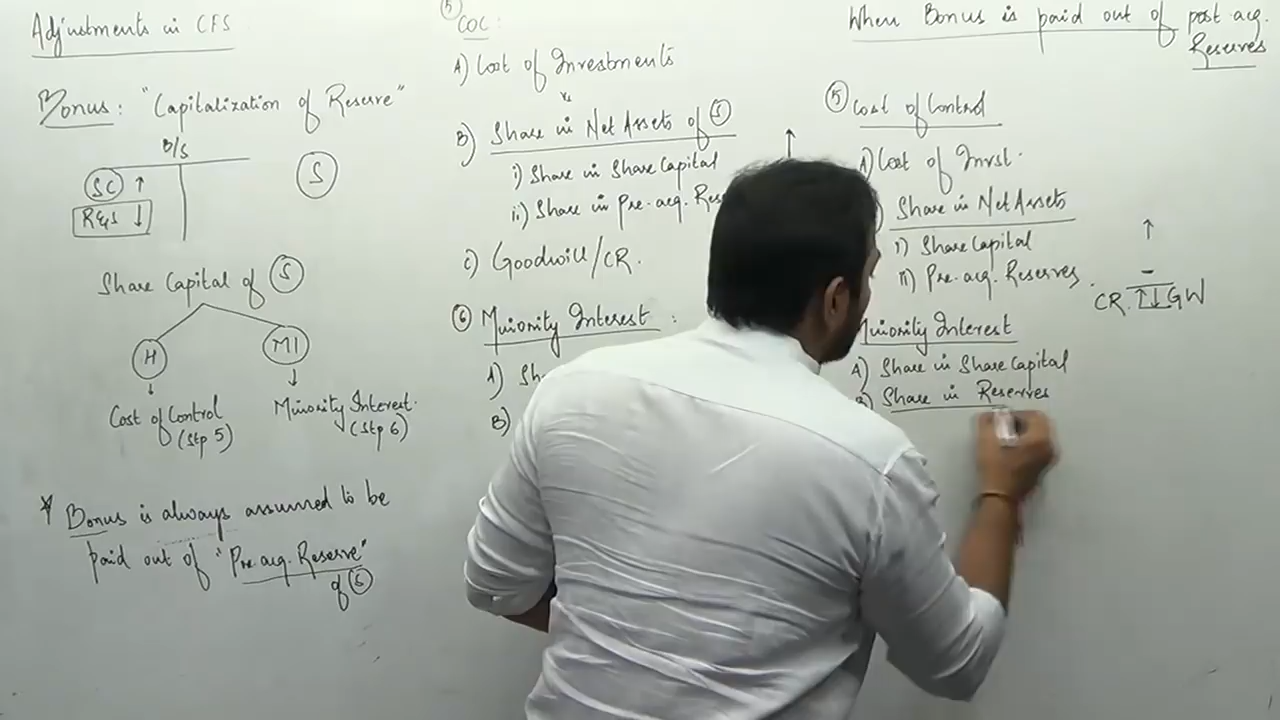 Adjustments in CFS
Bonus: "Capitalization of Reserve"
B/S
SC ↑
R&S ↓
S
Share Capital of S
H
MI
Cost of Control
(Stp 5)
Minority Interest
(Stp 6)
* Bonus is always assumed to be
paid out of "Pre acq. Reserve"
of S
5
COC:
A) Cost of Investments
vs
B) Share in Net Assets of S
i) Share in Share Capital
ii) Share in Pre-acq. Res
C) Goodwill/CR.
6 Minority Interest:
A) Sh
B)
When Bonus is paid out of post acq.
Reserves
5 Cost of Control
A) Cost of Invst.
Share in Net Assets
i) Share Capital
ii) Pre-acq. Reserves
↑
-
CR. ↑↓ GW
Minority Interest
A) Share in Share Capital
B) Share in Reserves